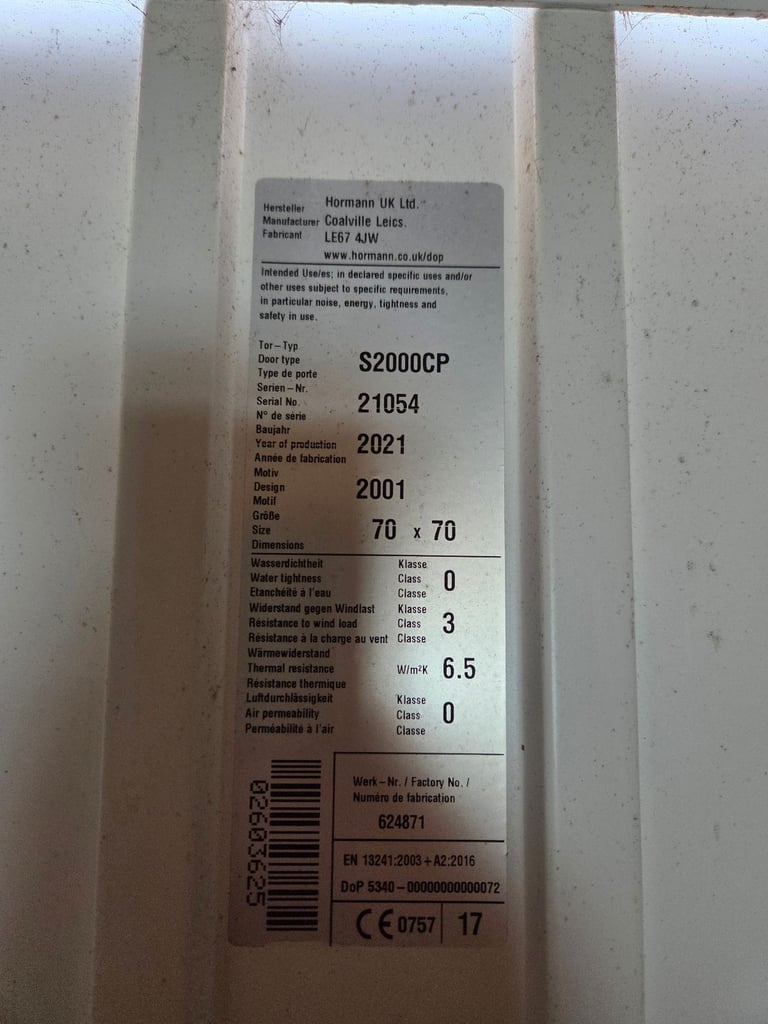 Hersteller
Manufacturer
Fabricant
Hormann UK Ltd.
Coalville Leics.
LE67 4JW
www.hormann.co.uk/dop
Intended Use/es; in declared specific uses and/or
other uses subject to specific requirements,
in particular noise, energy, tightness and
safety in use.
Tor-Typ
Door type
Type de porte
S2000CP
Serien-Nr.
Serial No.
N° de série
21054
Baujahr
Year of production
Année de fabrication
2021
Motiv
Design
Motif
2001
Größe
Size
Dimensions
70 x 70
Wasserdichtheit Klasse
Water tightness Class 0
Etanchéité à l'eau Classe
Widerstand gegen Windlast Klasse
Résistance to wind load Class 3
Résistance à la charge au vent Classe
Wärmewiderstand
Thermal resistance W/m²K 6.5
Résistance thermique
Luftdurchlässigkeit Klasse
Air permeability Class 0
Perméabilité à l'air Classe
02603625
Werk-Nr. / Factory No. /
Numéro de fabrication
624871
EN 13241:2003+A2:2016
DoP 5340-00000000000072
CE 0757 17